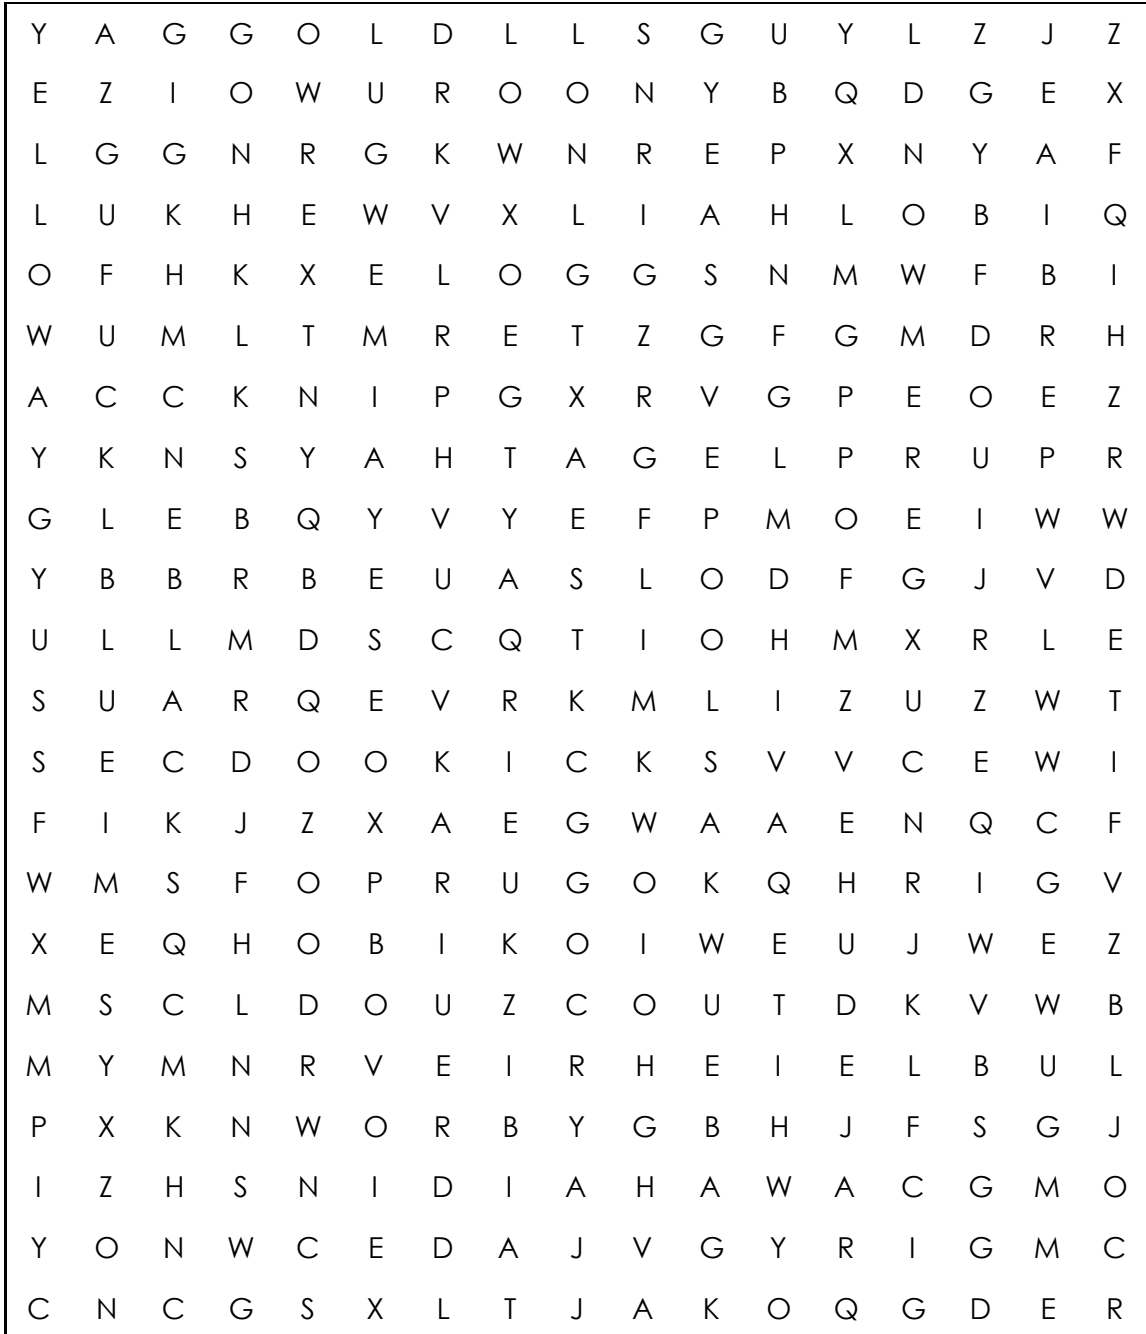 Y A G G O L D L L S G U Y L Z J Z
E Z I O W U R O O N Y B Q D G E X
L G G N R G K W N R E P X N Y A F
L U K H E W V X L I A H L O B I Q
O F H K X E L O G G S N M W F B I
W U M L T M R E T Z G F G M D R H
A C C K N I P G X R V G P E O E Z
Y K N S Y A H T A G E L P R U P R
G L E B Q Y V Y E F P M O E I W W
Y B B R B E U A S L O D F G J V D
U L L M D S C Q T I O H M X R L E
S U A R Q E V R K M L I Z U Z W T
S E C D O O K I C K S V V C E W I
F I K J Z X A E G W A A E N Q C F
W M S F O P R U G O K Q H R I G V
X E Q H O B I K O I W E U J W E Z
M S C L D O U Z C O U T D K V W B
M Y M N R V E I R H E I E L B U L
P X K N W O R B Y G B H J F S G J
I Z H S N I D I A H A W A C G M O
Y O N W C E D A J V G Y R I G M C
C N C G S X L T J A K O Q G D E R